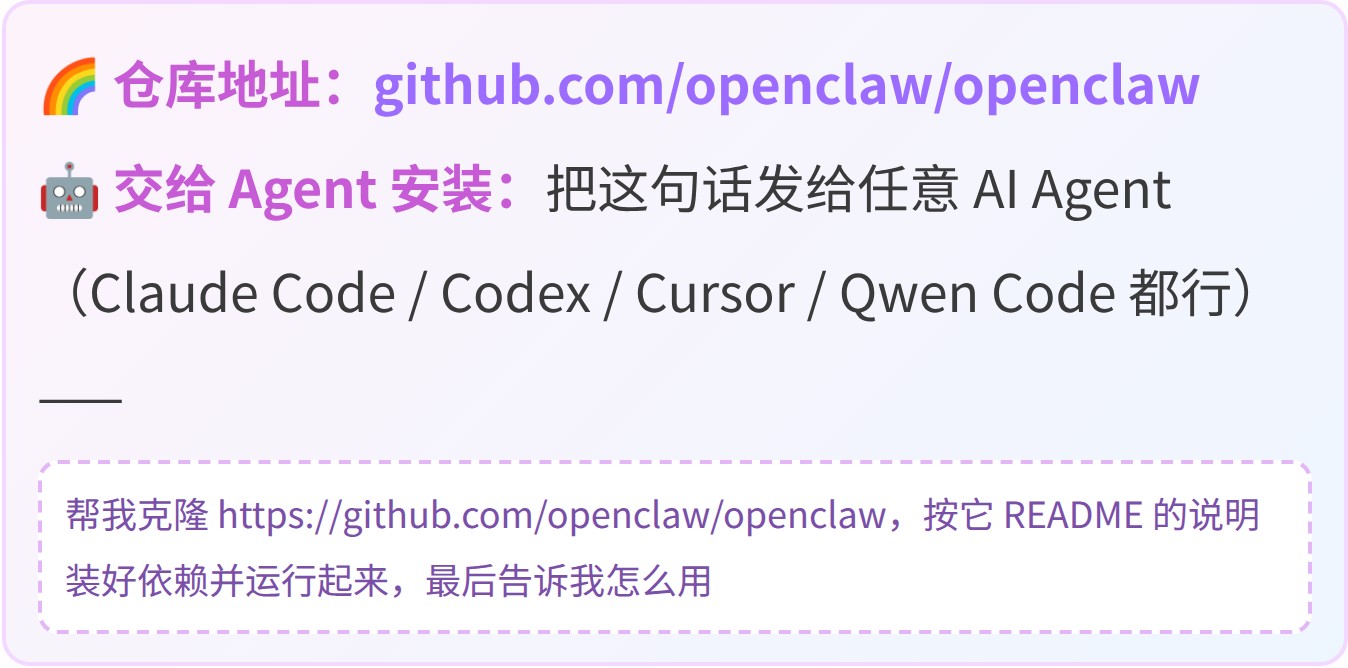 🌈 仓库地址：github.com/openclaw/openclaw
🤖 交给 Agent 安装：把这句话发给任意 AI Agent
（Claude Code / Codex / Cursor / Qwen Code 都行）
——
帮我克隆 https://github.com/openclaw/openclaw，按它 README 的说明
装好依赖并运行起来，最后告诉我怎么用